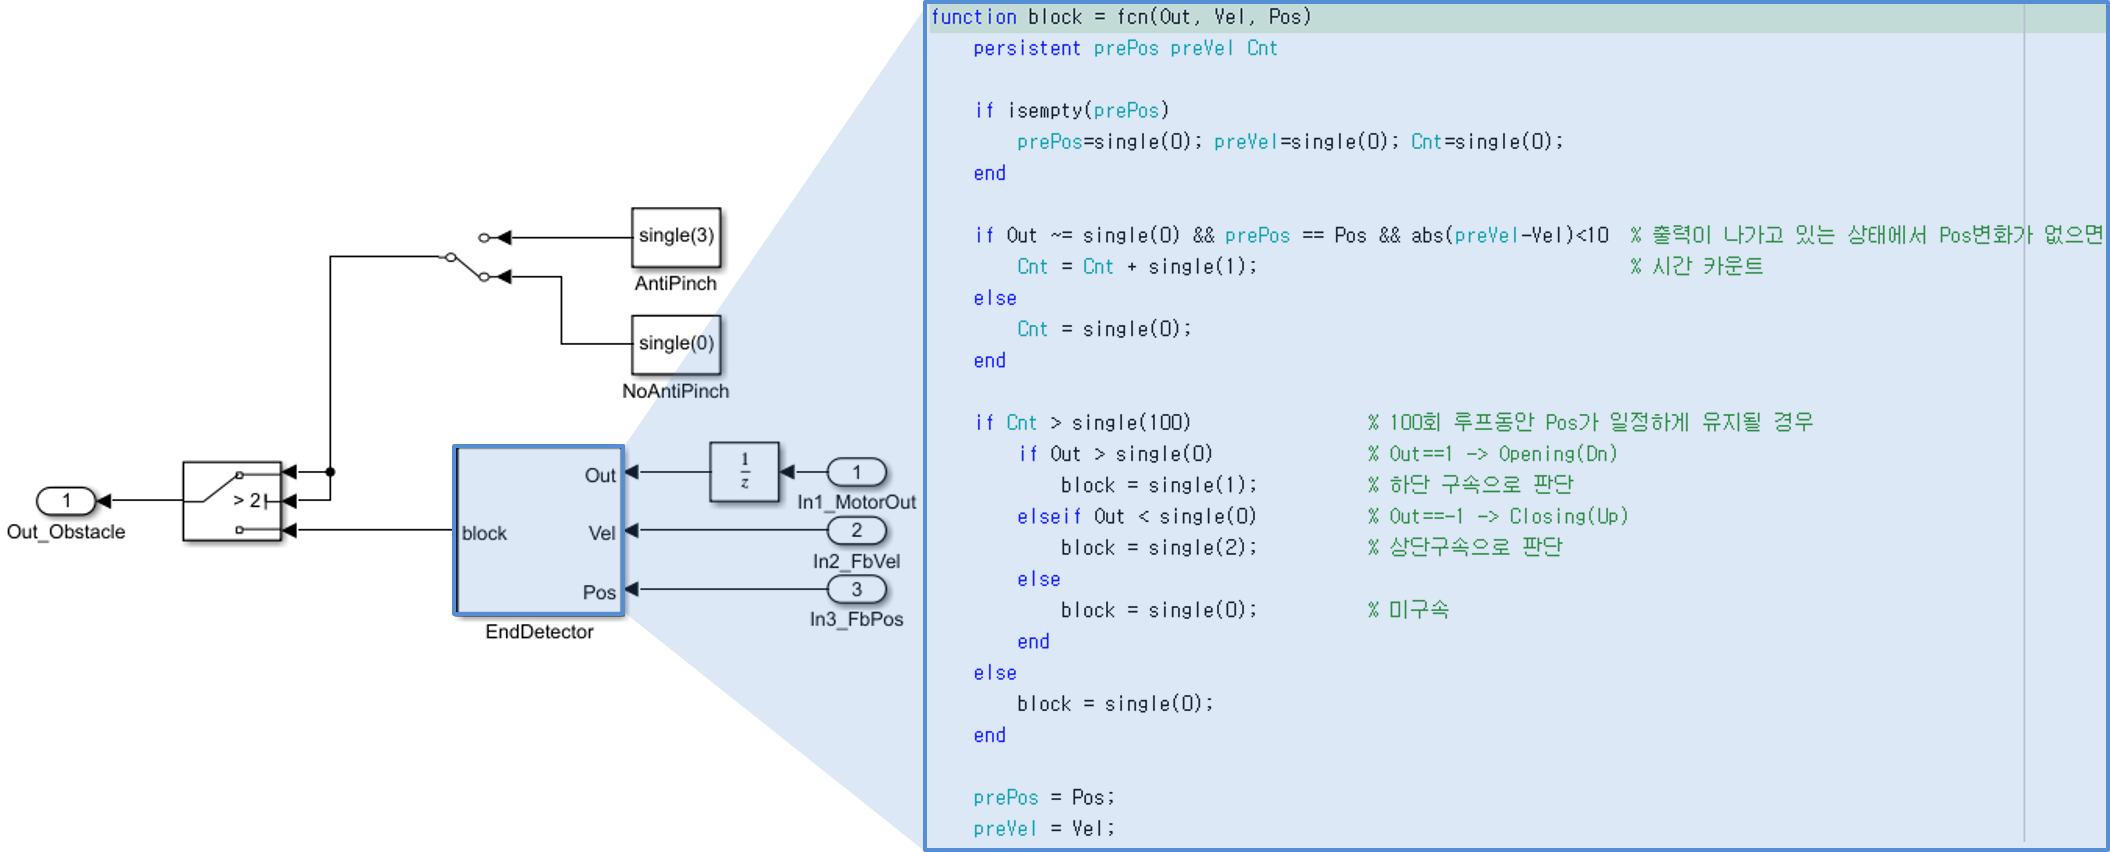 single(3)
AntiPinch
single(0)
NoAntiPinch
1
Out_Obstacle
> 2
block
Out
Vel
Pos
EndDetector
1
z
1
In1_MotorOut
2
In2_FbVel
3
In3_FbPos
function block = fcn(Out, Vel, Pos)
persistent prePos preVel Cnt
if isempty(prePos)
prePos=single(0); preVel=single(0); Cnt=single(0);
end
if Out ~= single(0) && prePos == Pos && abs(preVel-Vel)<10 % 출력이 나가고 있는 상태에서 Pos변화가 없으면
Cnt = Cnt + single(1); % 시간 카운트
else
Cnt = single(0);
end
if Cnt > single(100) % 100회 루프동안 Pos가 일정하게 유지될 경우
if Out > single(0) % Out==1 -> Opening(Dn)
block = single(1); % 하단 구속으로 판단
elseif Out < single(0) % Out==-1 -> Closing(Up)
block = single(2); % 상단구속으로 판단
else
block = single(0); % 미구속
end
else
block = single(0);
end
prePos = Pos;
preVel = Vel;